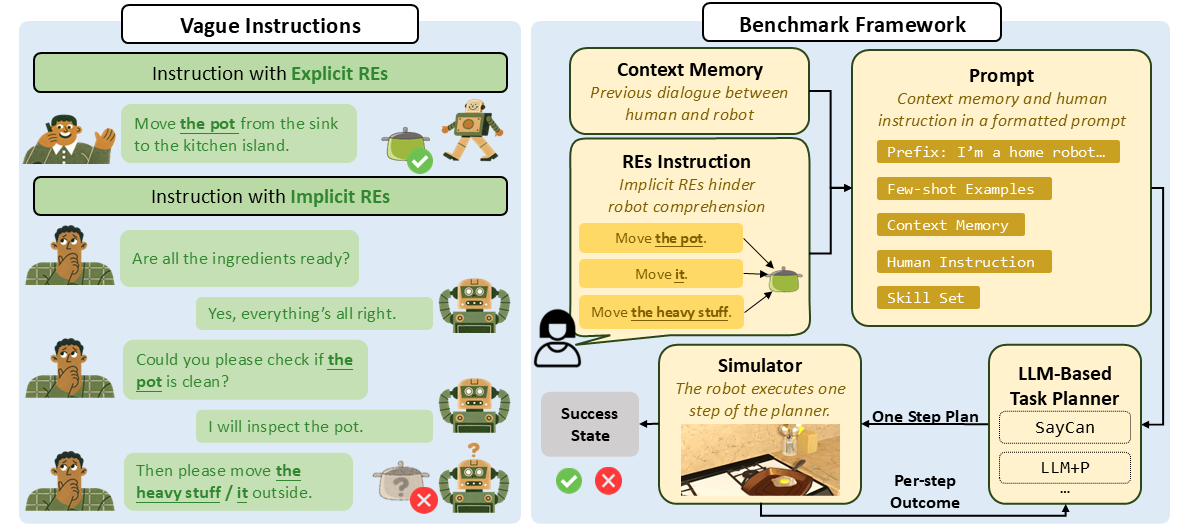 Vague Instructions
Instruction with Explicit REs
Move the pot from the sink
to the kitchen island.
Instruction with Implicit REs
Are all the ingredients ready?
Yes, everything's all right.
Could you please check if the
pot is clean?
I will inspect the pot.
Then please move the
heavy stuff / it outside.
?
?
Benchmark Framework
Context Memory
Previous dialogue between
human and robot
REs Instruction
Implicit REs hinder
robot comprehension
Move the pot.
Move it.
Move the heavy stuff.
Prompt
Context memory and human
instruction in a formatted prompt
Prefix: I'm a home robot…
Few-shot Examples
Context Memory
Human Instruction
Skill Set
Simulator
The robot executes one
step of the planner.
Success
State
One Step Plan
LLM-Based
Task Planner
SayCan
LLM+P
…
Per-step
Outcome